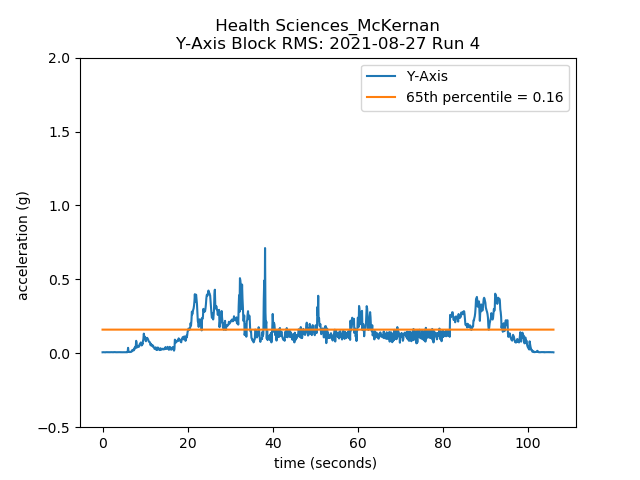 Health Sciences_McKernan
Y-Axis Block RMS: 2021-08-27 Run 4
Y-Axis
65th percentile = 0.16
2.0
1.5
1.0
0.5
0.0
−0.5
acceleration (g)
0
20
40
60
80
100
time (seconds)